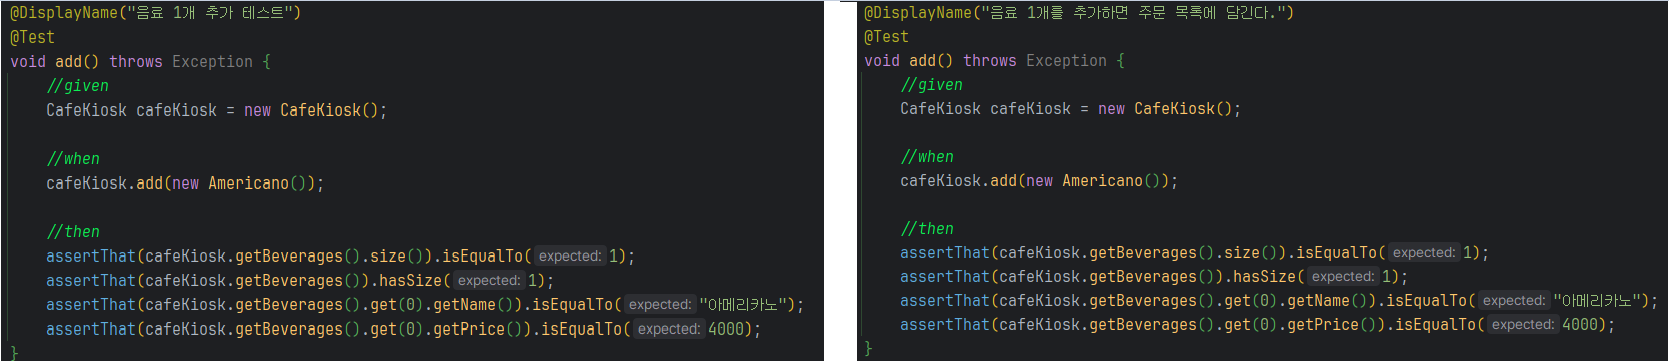 @DisplayName("음료 1개 추가 테스트")
@Test
void add() throws Exception {
//given
CafeKiosk cafeKiosk = new CafeKiosk();
//when
cafeKiosk.add(new Americano());
//then
assertThat(cafeKiosk.getBeverages().size()).isEqualTo( expected: 1);
assertThat(cafeKiosk.getBeverages()).hasSize( expected: 1);
assertThat(cafeKiosk.getBeverages().get(0).getName()).isEqualTo( expected: "아메리카노");
assertThat(cafeKiosk.getBeverages().get(0).getPrice()).isEqualTo( expected: 4000);
}
@DisplayName("음료 1개를 추가하면 주문 목록에 담긴다.")
@Test
void add() throws Exception {
//given
CafeKiosk cafeKiosk = new CafeKiosk();
//when
cafeKiosk.add(new Americano());
//then
assertThat(cafeKiosk.getBeverages().size()).isEqualTo( expected: 1);
assertThat(cafeKiosk.getBeverages()).hasSize( expected: 1);
assertThat(cafeKiosk.getBeverages().get(0).getName()).isEqualTo( expected: "아메리카노");
assertThat(cafeKiosk.getBeverages().get(0).getPrice()).isEqualTo( expected: 4000);
}